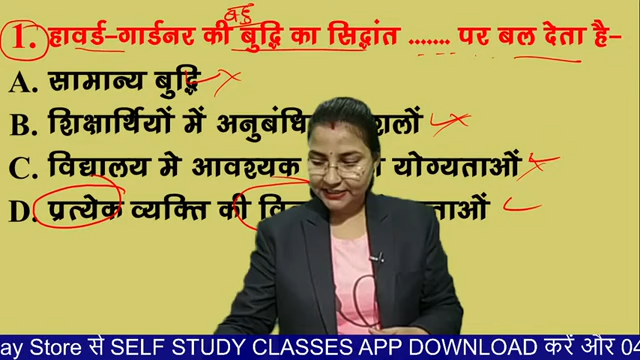 बहु
1. हावर्ड-गार्डनर की बुद्धि का सिद्धांत ....... पर बल देता है-
A. सामान्य बुद्धि
B. शिक्षार्थियों में
C. विद्यालय मे आवश्यक योग्यताओं
D. प्रत्येक व्यक्ति की
ay Store से SELF STUDY CLASSES APP DOWNLOAD करें और 04